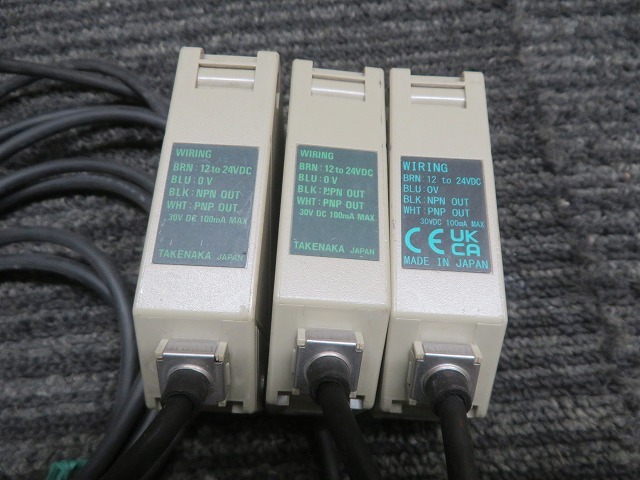 WIRING
BRN: 12 to 24VDC
BLU: 0 V
BLK: NPN OUT
WHT: PNP OUT
30V DC 100mA MAX
TAKENAKA JAPAN
WIRING
BRN: 12 to 24VDC
BLU: 0 V
BLK: NPN OUT
WHT: PNP OUT
30V DC 100mA MAX
TAKENAKA JAPAN
WIRING
BRN: 12 to 24VDC
BLU: 0V
BLK: NPN OUT
WHT: PNP OUT
30VDC 100mA MAX
CE UK
CA
MADE IN JAPAN